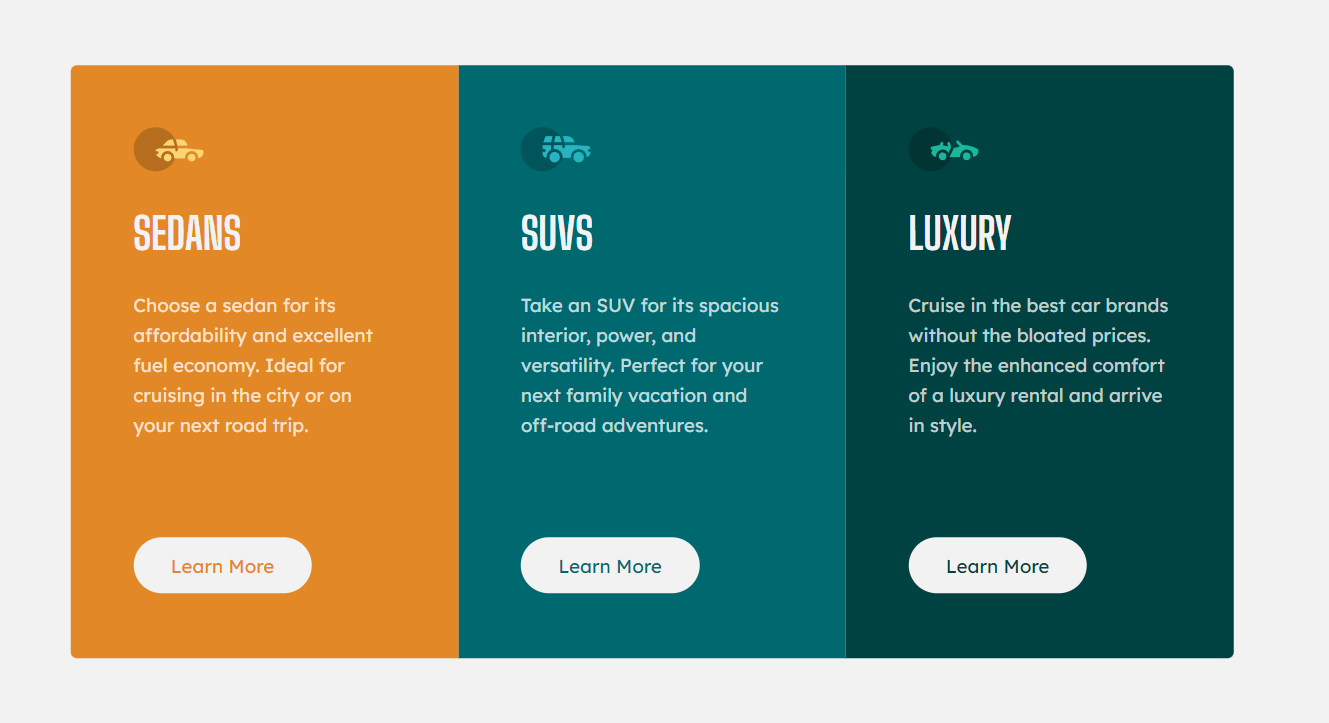 SEDANS
Choose a sedan for its
affordability and excellent
fuel economy. Ideal for
cruising in the city or on
your next road trip.
Learn More
SUVS
Take an SUV for its spacious
interior, power, and
versatility. Perfect for your
next family vacation and
off-road adventures.
Learn More
LUXURY
Cruise in the best car brands
without the bloated prices.
Enjoy the enhanced comfort
of a luxury rental and arrive
in style.
Learn More